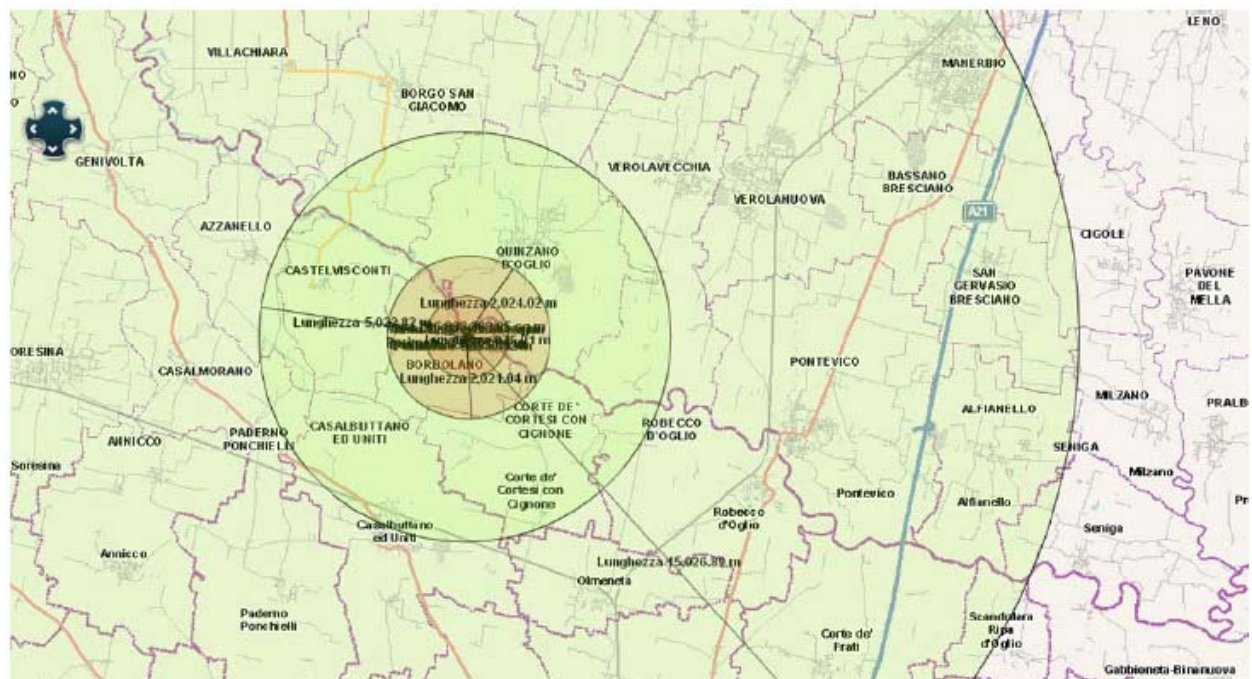 LENO
VILLACHIARA
MANERBIO
BORGO SAN
GIACOMO
GENIVOLTA
VEROLAVECCHIA
BASSANO
BRESCIANO
VEROLANUOVA
A21
AZZANELLO
CIGOLE
QUINZANO
D'OGLIO
CASTELVISCONTI
SAN
GERVASIO
BRESCIANO
PAVONE
DEL
MELLA
Lunghezza 2,024.02 m
Lunghezza 5,022.82 m
ORESINA
BORDOLANO
PONTEVICO
CASALMORANO
Lunghezza 2,021.04 m
MILZANO
PRALB
CORTE DE'
CORTESI CON
CIGNONE
ALFIANELLO
ROBECCO
D'OGLIO
CASALBUTTANO
ED UNITI
PADERNO
PONCHIELLI
ANNICCO
SENIGA
Soresina
Milzano
Corte de'
Cortesi con
Cignone
Pontevico
Alfianello
Pr
Robecco
d'Oglio
Casalbuttano
ed Uniti
Seniga
Annicco
Lunghezza 15,026.89 m
Olmeneta
Paderno
Ponchielli
Scandolara
Ripa
d'Oglio
Corte de'
Frati
Gabbioneta-Binanuova